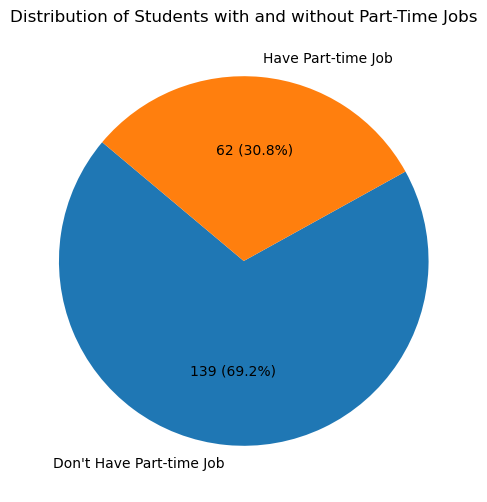 Distribution of Students with and without Part-Time Jobs
Have Part-time Job
62 (30.8%)
139 (69.2%)
Don't Have Part-time Job